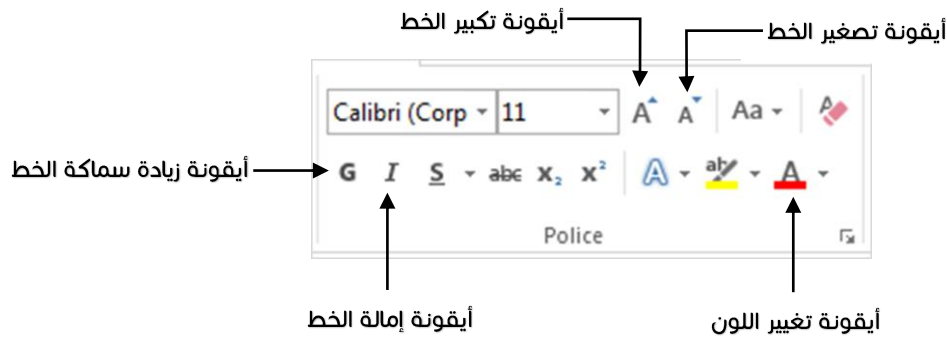 أيقونة تكبير الخط
أيقونة تصغير الخط
Calibri (Corp 11 A A Aa A
أيقونة زيادة سماكة الخط
G I S abc X₂ X² A ab A
Police
أيقونة إمالة الخط
أيقونة تغيير اللون